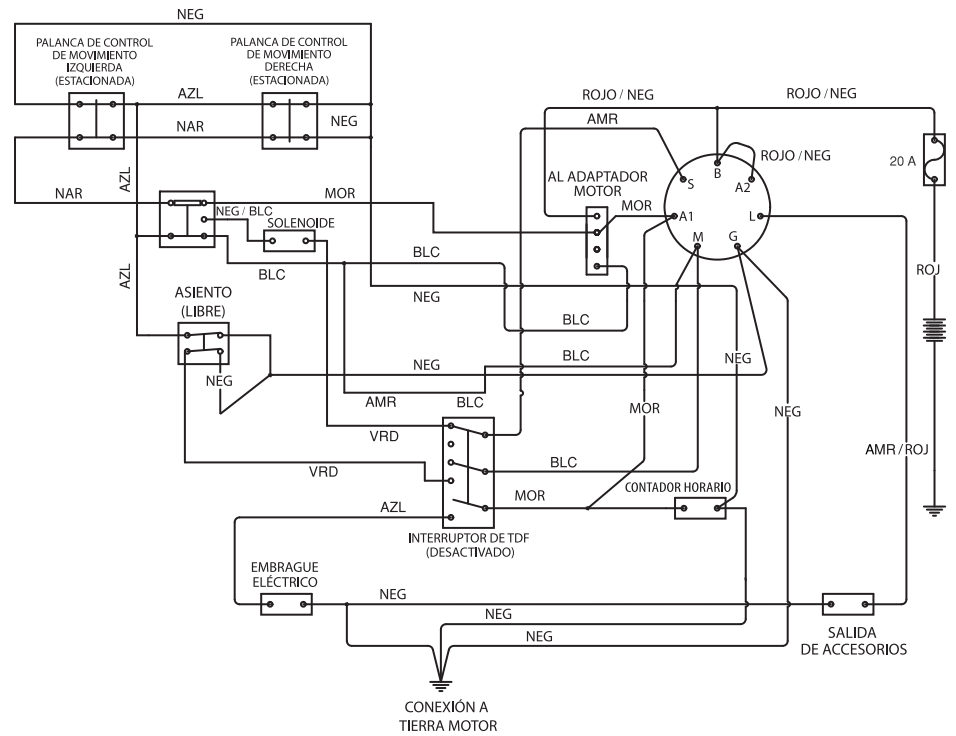 NEG
PALANCA DE CONTROL
DE MOVIMIENTO
IZQUIERDA
(ESTACIONADA)
PALANCA DE CONTROL
DE MOVIMIENTO
DERECHA
(ESTACIONADA)
AZL
NAR
NEG
ROJO / NEG
ROJO / NEG
AMR
ROJO / NEG
20 A
AZL
NAR
MOR
NEG / BLC
SOLENOIDE
AL ADAPTADOR
MOTOR
MOR
S
B
A2
A1
L
M
G
BLC
BLC
AZL
NEG
ROJ
ASIENTO
(LIBRE)
BLC
BLC
NEG
NEG
NEG
AMR
BLC
MOR
NEG
VRD
VRD
BLC
AMR / ROJ
MOR
CONTADOR HORARIO
AZL
INTERRUPTOR DE TDF
(DESACTIVADO)
EMBRAGUE
ELÉCTRICO
NEG
NEG
NEG
SALIDA
DE ACCESORIOS
CONEXIÓN A
TIERRA MOTOR